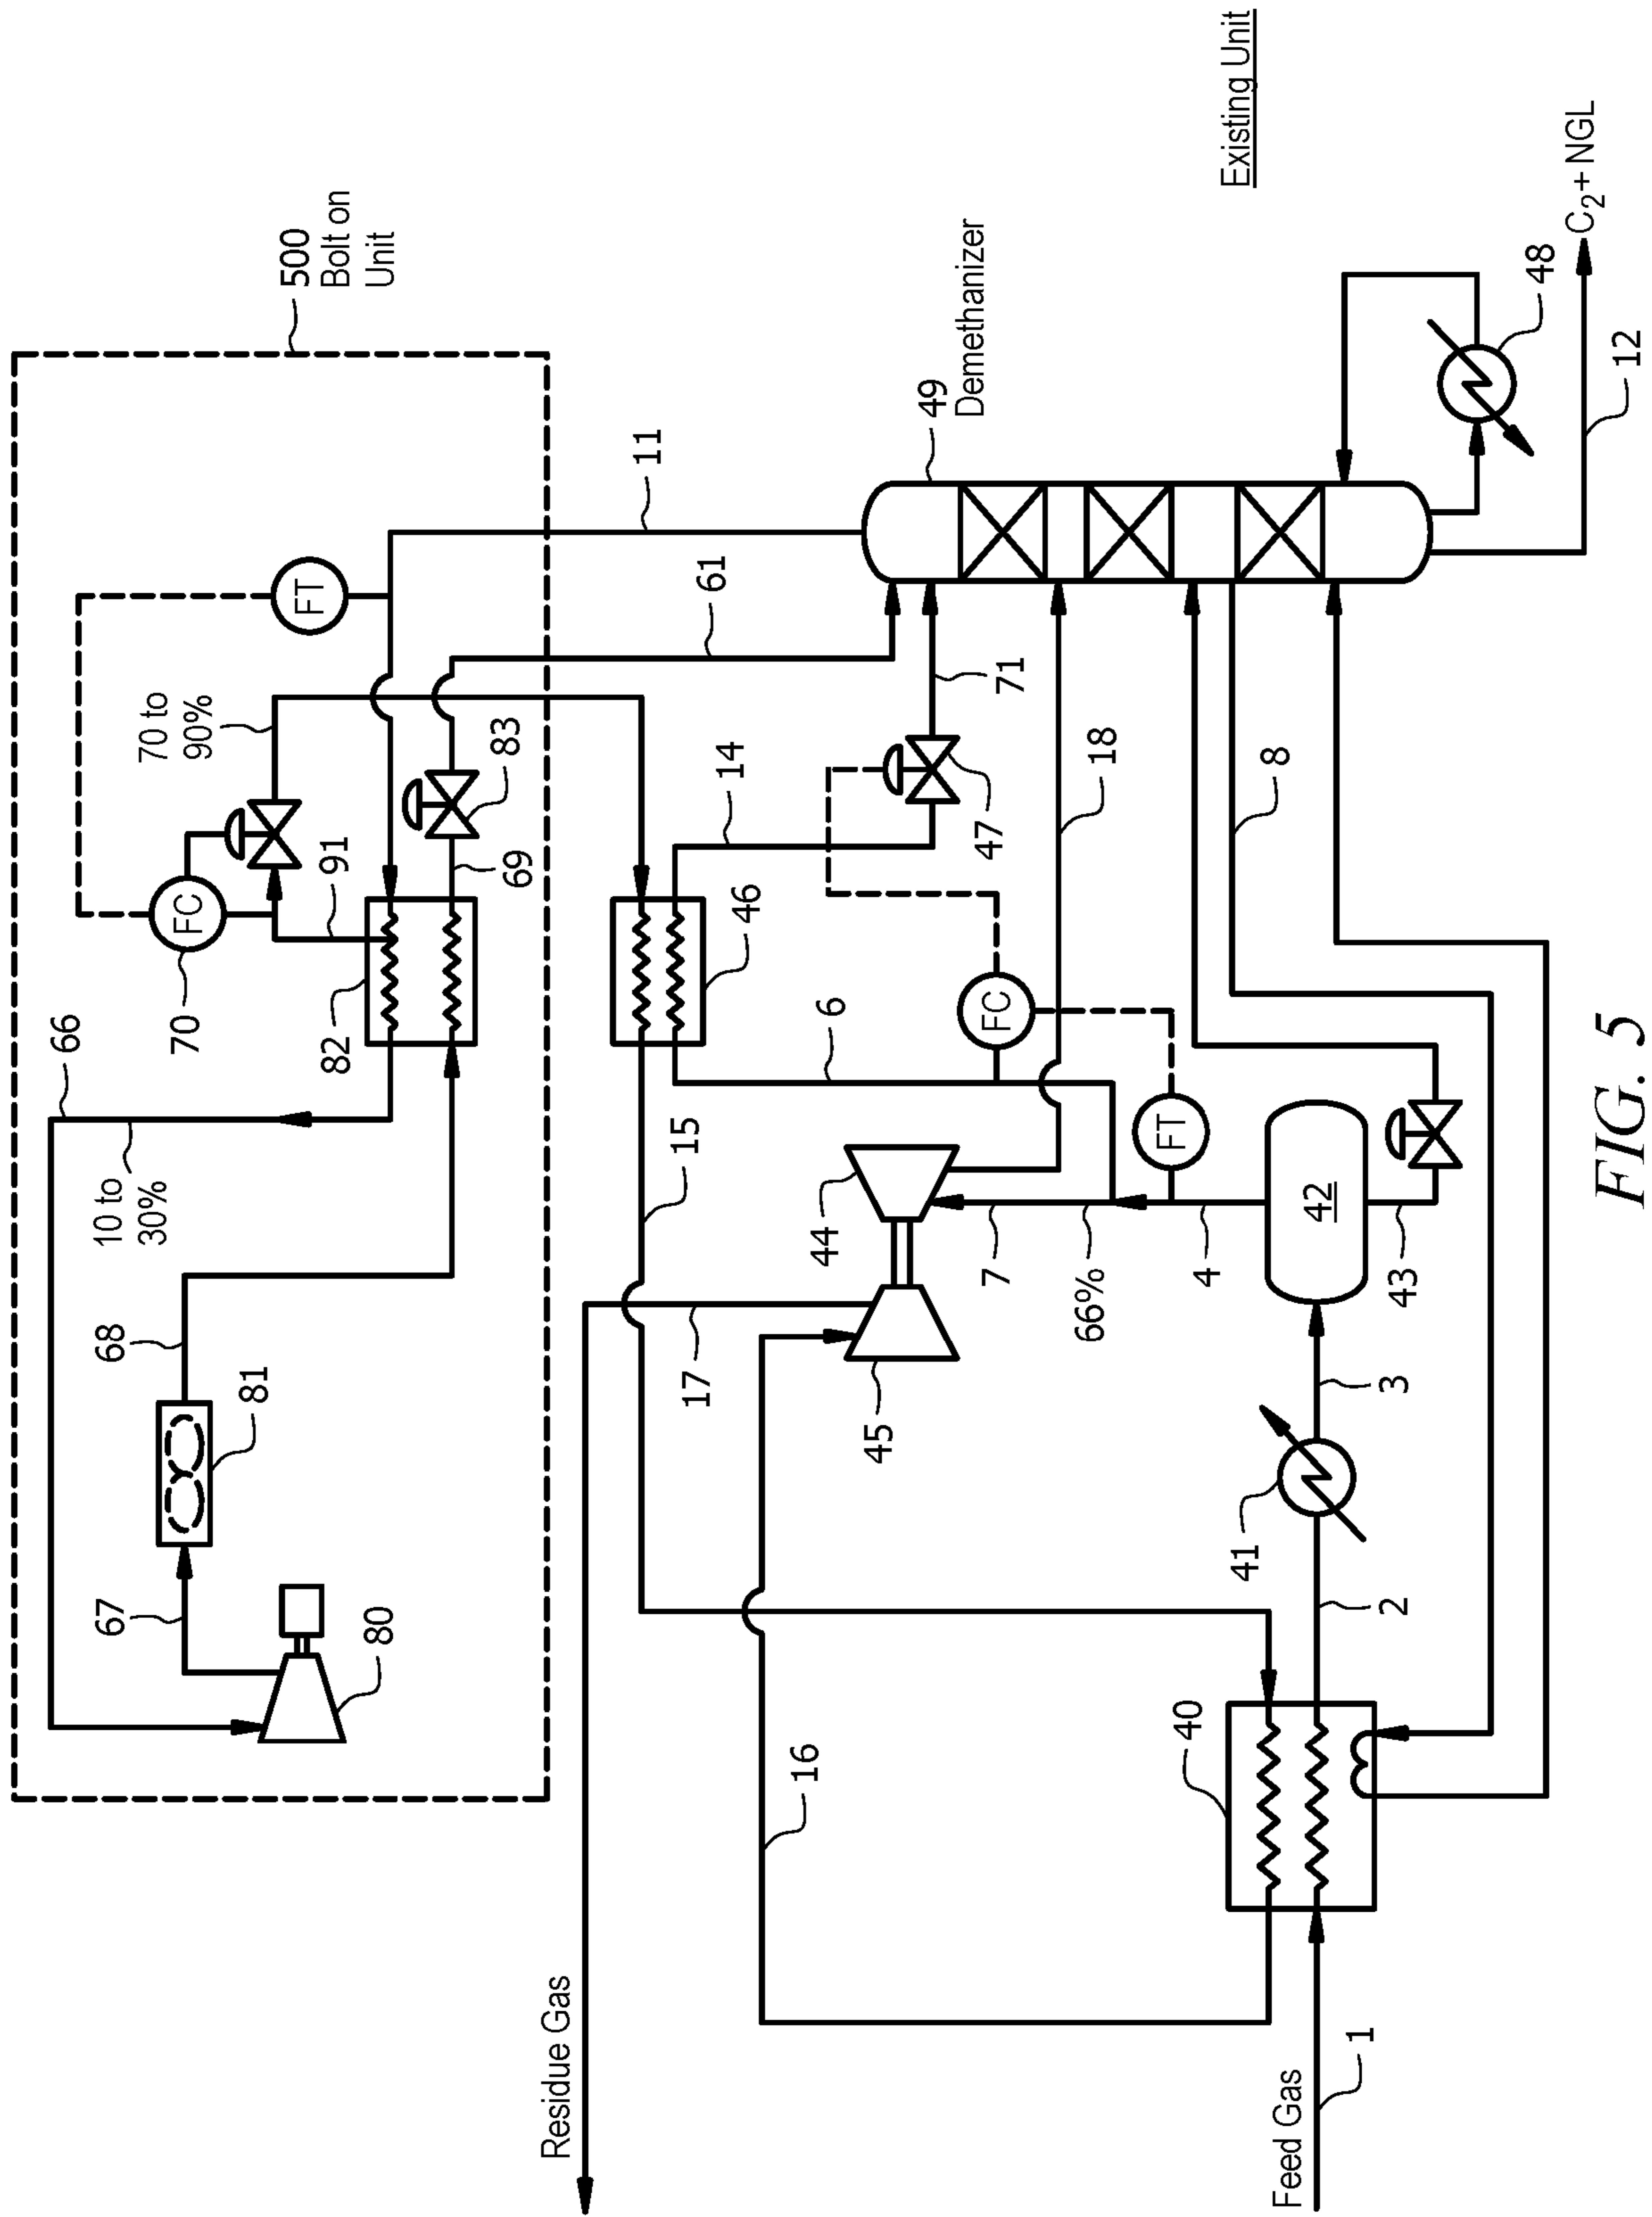 500
Bolt on
Unit
66
10 to
30%
67
80
81
68
70
FC
FT
70 to
90%
91
82
69
83
11
61
Existing Unit
49
Demethanizer
71
47
14
46
6
15
17
16
44
45
7
66%
4
FC
FT
18
8
42
43
3
41
2
40
48
12
C2+ NGL
Residue Gas
Feed Gas
1
FIG. 5